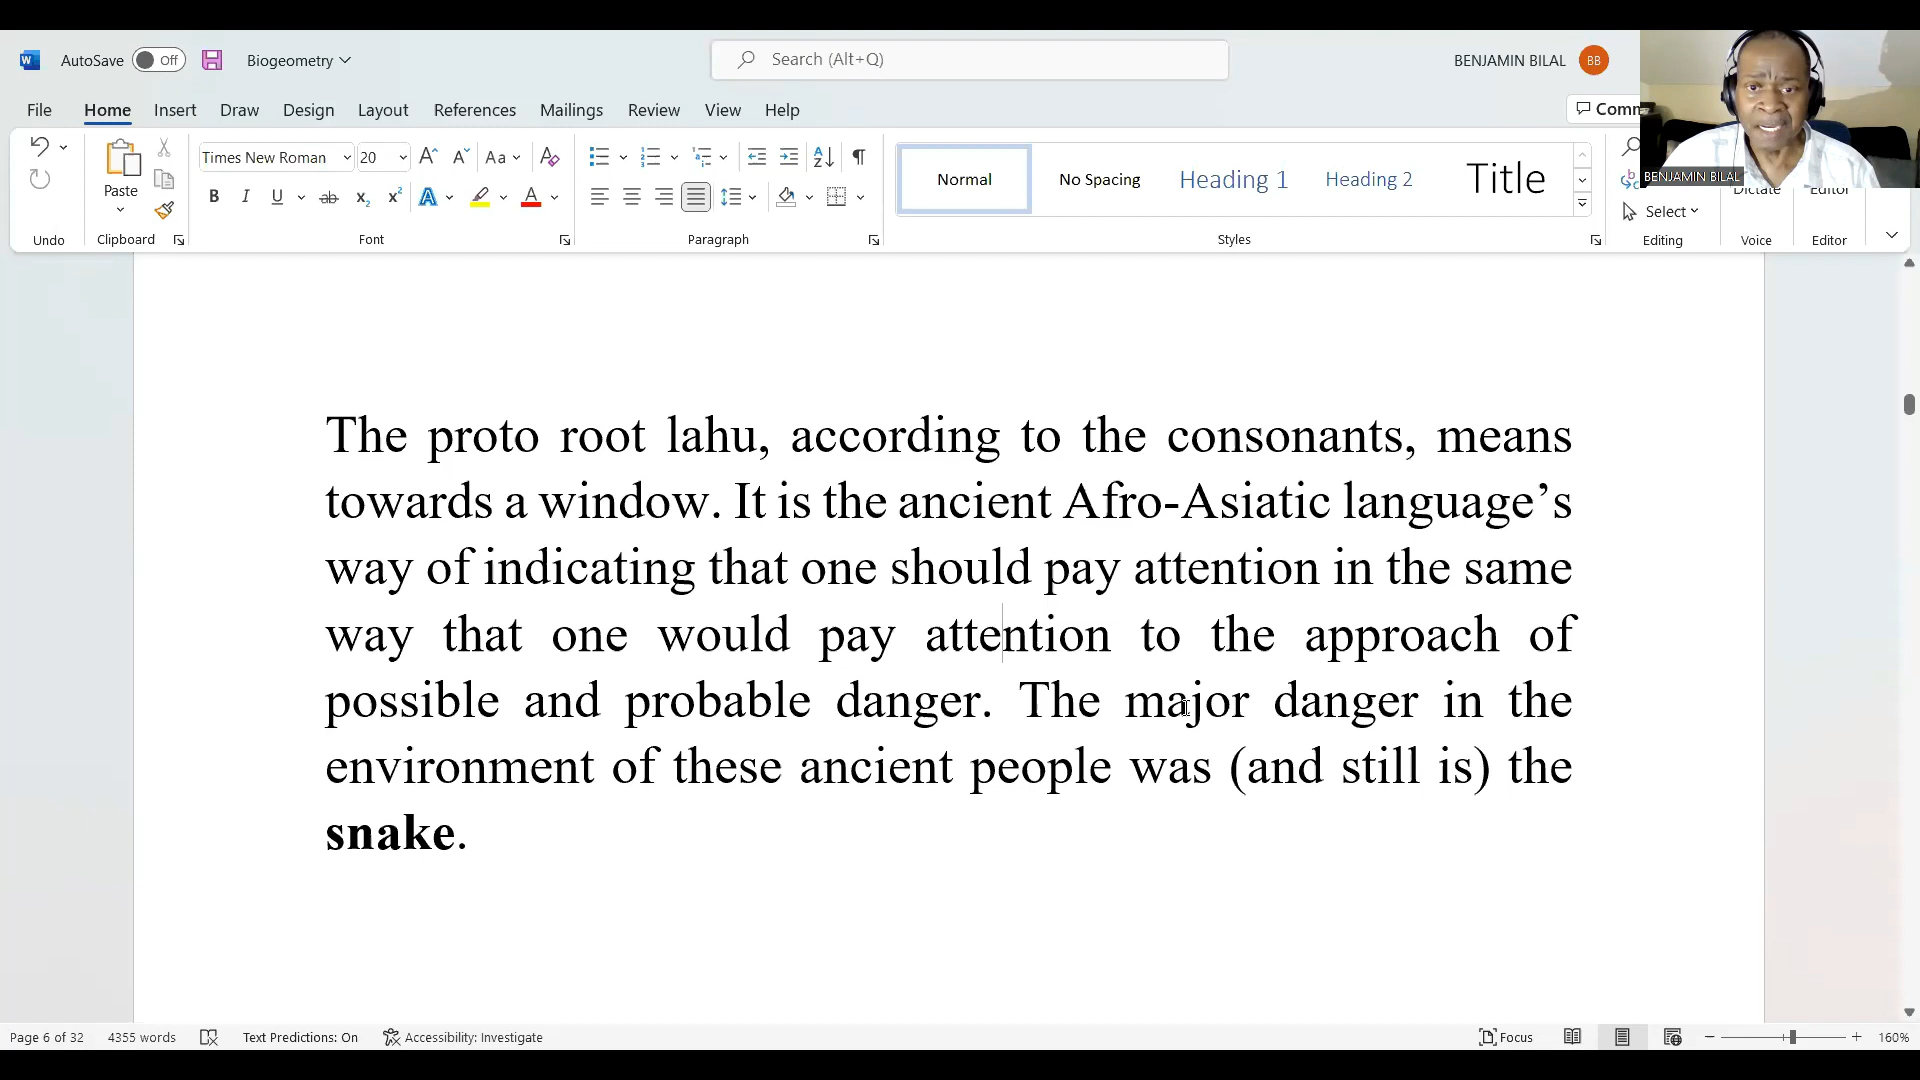 AutoSave Off Biogeometry Search (Alt+Q) BENJAMIN BILAL BB
File Home Insert Draw Design Layout References Mailings Review View Help
Times New Roman 20 Aa
Paste B I U ab x2 x2 A A
Normal No Spacing Heading 1 Heading 2 Title
BENJAMIN BILAL
Select
Undo Clipboard Font Paragraph Styles Editing Voice Editor
The proto root lahu, according to the consonants, means
towards a window. It is the ancient Afro-Asiatic language’s
way of indicating that one should pay attention in the same
way that one would pay attention to the approach of
possible and probable danger. The major danger in the
environment of these ancient people was (and still is) the
snake.
Page 6 of 32 4355 words Text Predictions: On Accessibility: Investigate Focus 160%